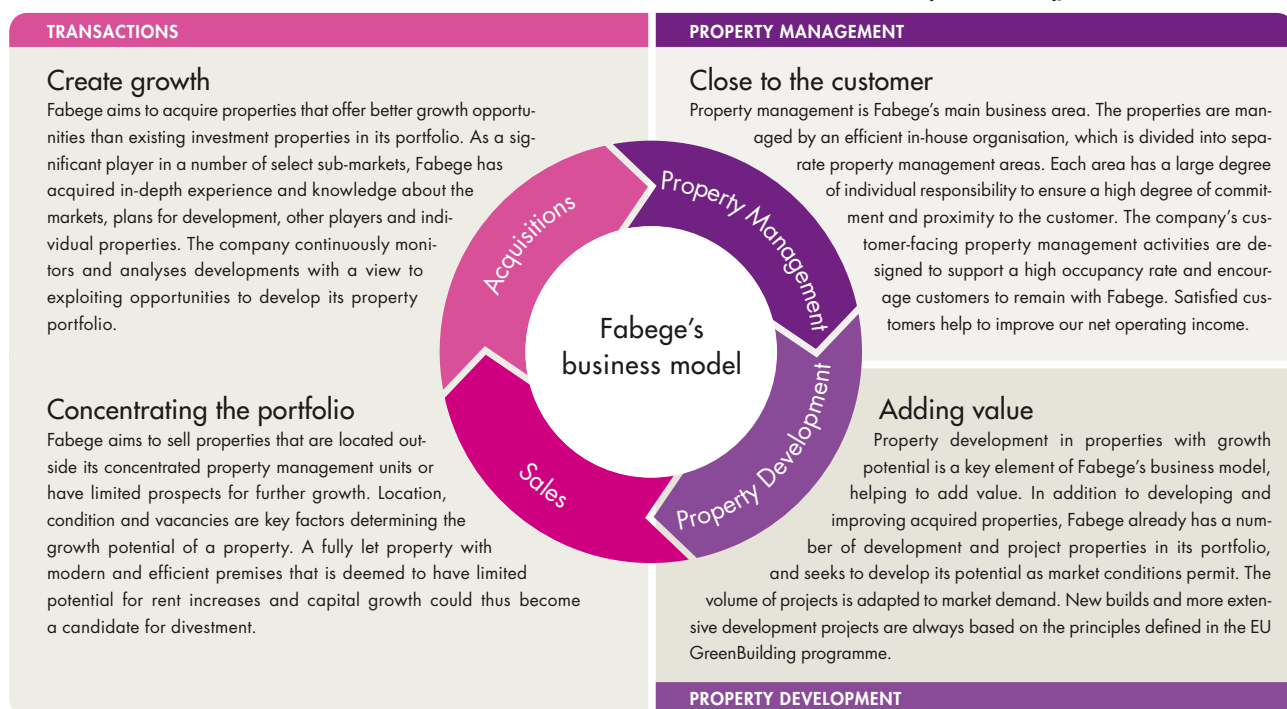 TRANSACTIONS
Create growth
Fabege aims to acquire properties that offer better growth opportu-
nities than existing investment properties in its portfolio. As a sig-
nificant player in a number of select sub-markets, Fabege has
acquired in-depth experience and knowledge about the
markets, plans for development, other players and indi-
vidual properties. The company continuously moni-
tors and analyses developments with a view to
exploiting opportunities to develop its property
portfolio.
Concentrating the portfolio
Fabege aims to sell properties that are located out-
side its concentrated property management units or
have limited prospects for further growth. Location,
condition and vacancies are key factors determining the
growth potential of a property. A fully let property with
modern and efficient premises that is deemed to have limited
potential for rent increases and capital growth could thus become
a candidate for divestment.
Acquisitions
Property Management
Property Development
Sales
Fabege's
business model
PROPERTY MANAGEMENT
Close to the customer
Property management is Fabege's main business area. The properties are man-
aged by an efficient in-house organisation, which is divided into sepa-
rate property management areas. Each area has a large degree
of individual responsibility to ensure a high degree of commit-
ment and proximity to the customer. The company's cus-
tomer-facing property management activities are de-
signed to support a high occupancy rate and encour-
age customers to remain with Fabege. Satisfied cus-
tomers help to improve our net operating income.
Adding value
Property development in properties with growth
potential is a key element of Fabege's business model,
helping to add value. In addition to developing and
improving acquired properties, Fabege already has a num-
ber of development and project properties in its portfolio,
and seeks to develop its potential as market conditions permit. The
volume of projects is adapted to market demand. New builds and more exten-
sive development projects are always based on the principles defined in the EU
GreenBuilding programme.
PROPERTY DEVELOPMENT